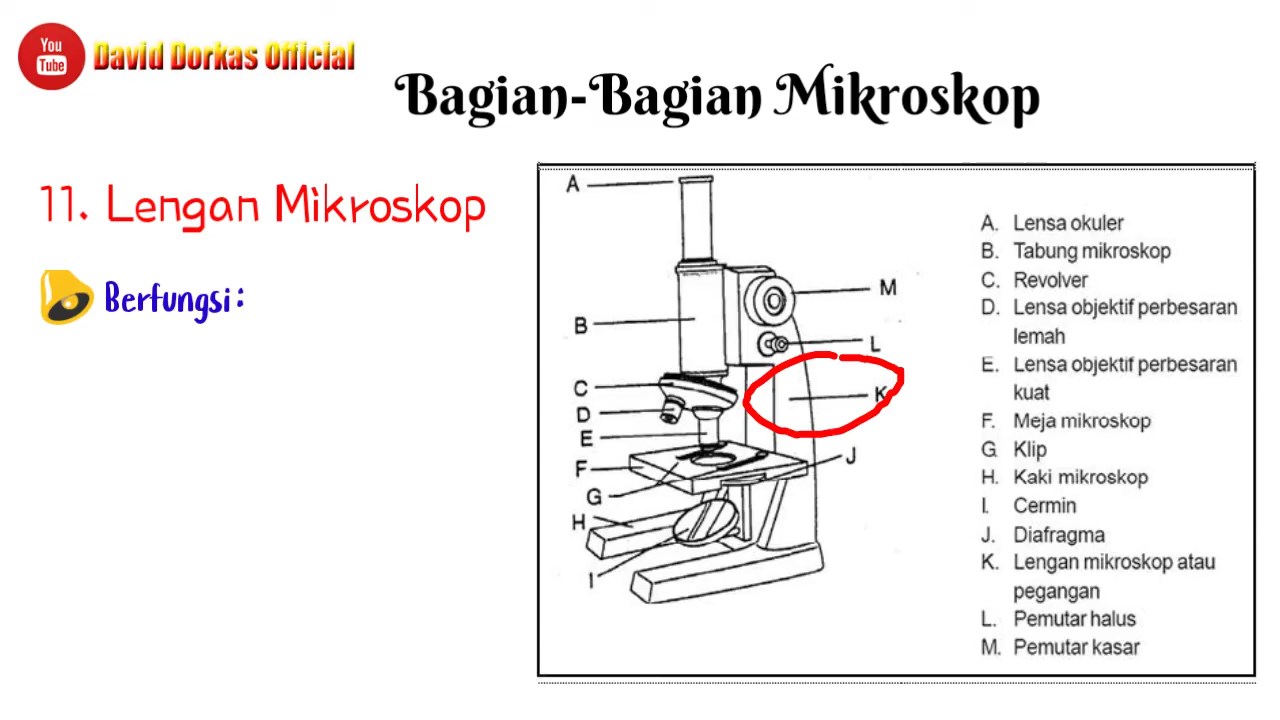 You
Tube
David Dorkas Official
Bagian-Bagian Mikroskop
11. Lengan Mikroskop
Berfungsi:
A
B
C
D
E
F
G
H
I
M
L
K
J
A. Lensa okuler
B. Tabung mikroskop
C. Revolver
D. Lensa objektif perbesaran
lemah
E. Lensa objektif perbesaran
kuat
F. Meja mikroskop
G Klip
H. Kaki mikroskop
I. Cermin
J. Diafragma
K. Lengan mikroskop atau
pegangan
L. Pemutar halus
M. Pemutar kasar